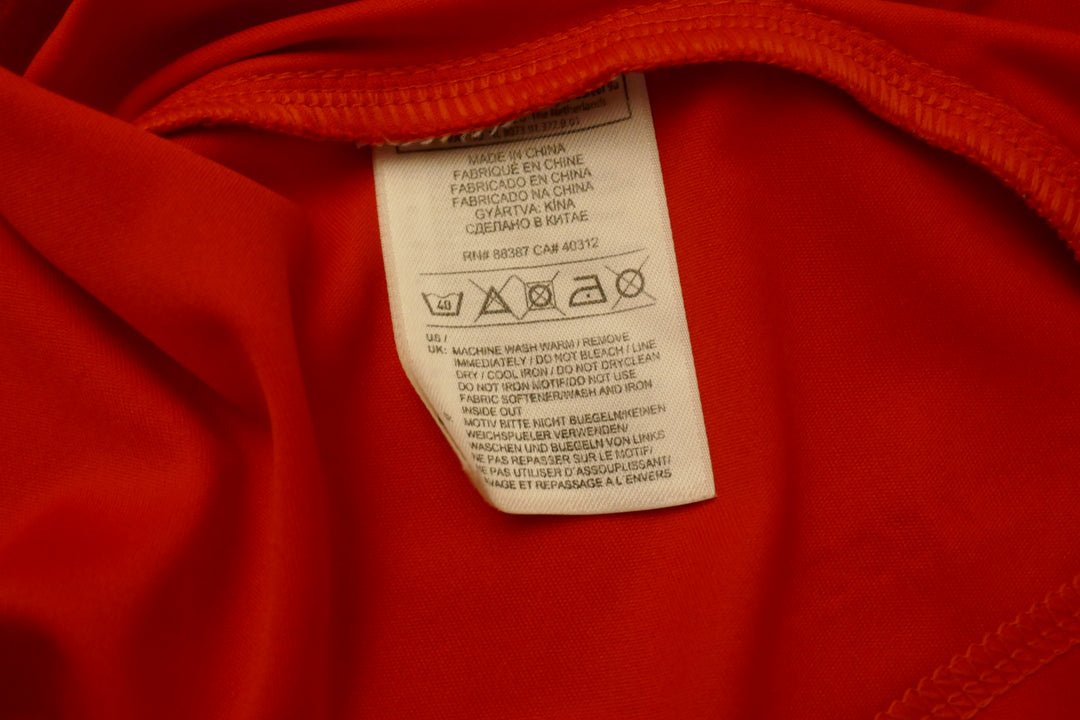 Netherlands
MADE IN CHINA
FABRIQUÉ EN CHINE
FABRICADO EN CHINA
FABRICADO NA CHINA
GYÁRTVA: KÍNA
СДЕЛАНО В КИТАЕ
RN# 88387 CA# 40312
40
US /
UK: MACHINE WASH WARM / REMOVE
IMMEDIATELY / DO NOT BLEACH / LINE
DRY / COOL IRON / DO NOT DRYCLEAN
DO NOT IRON MOTIF/DO NOT USE
FABRIC SOFTENER/WASH AND IRON
INSIDE OUT
MOTIV BITTE NICHT BUEGELN/KEINEN
WEICHSPUELER VERWENDEN/
WASCHEN UND BUEGELN VON LINKS
NE PAS REPASSER SUR LE MOTIF/
NE PAS UTILISER D'ASSOUPLISSANT/
LAVAGE ET REPASSAGE A L'ENVERS